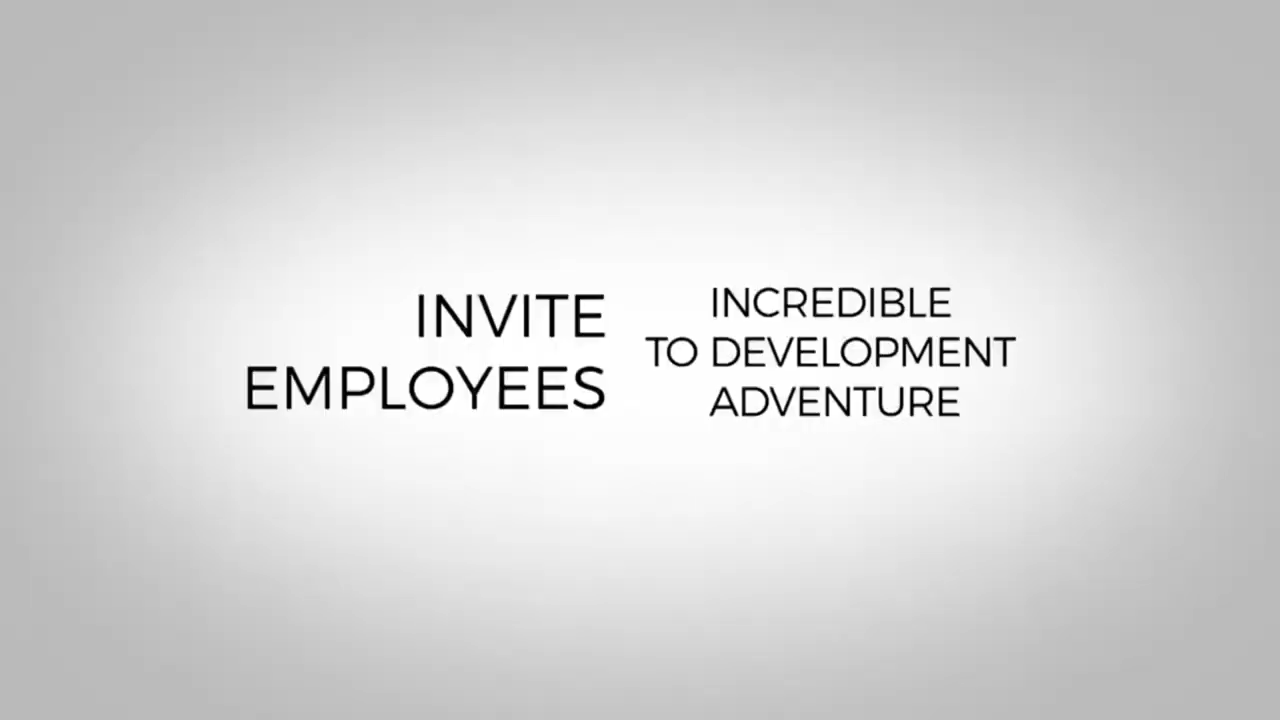 INVITE
EMPLOYEES
INCREDIBLE
TO DEVELOPMENT
ADVENTURE